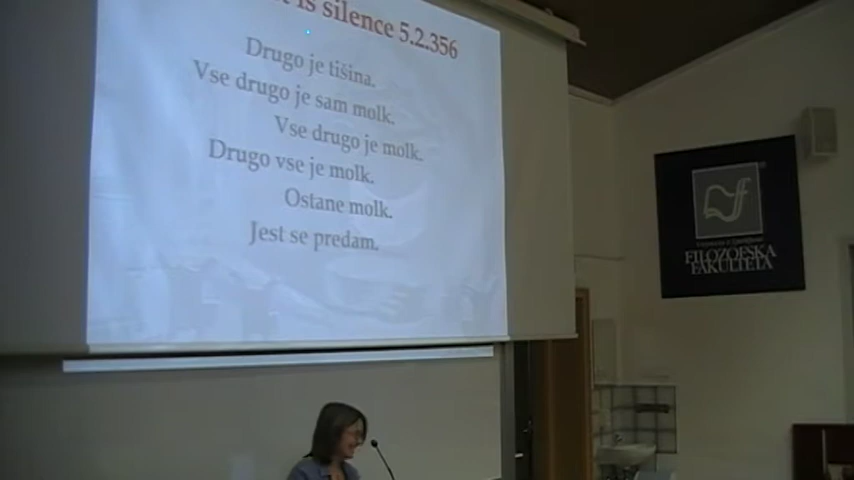 is silence 5.2.356
Drugo je tišina.
Vse drugo je sam molk.
Vse drugo je molk.
Drugo vse je molk.
Ostane molk.
Jest se predam.
FILOZOFSKA
FAKULTETA